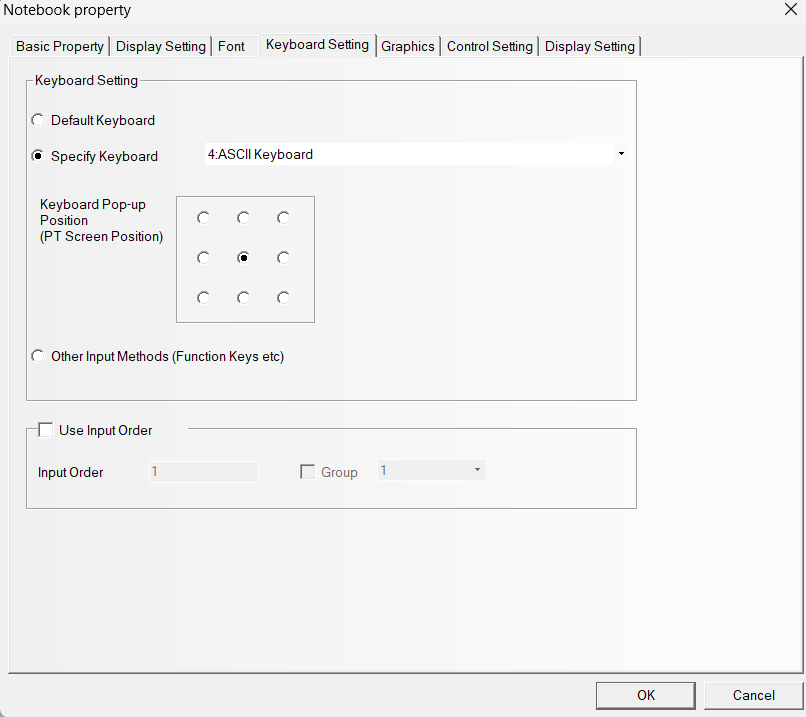 Notebook property
Basic Property Display Setting Font Keyboard Setting Graphics Control Setting Display Setting
Keyboard Setting
Default Keyboard
Specify Keyboard 4:ASCII Keyboard
Keyboard Pop-up
Position
(PT Screen Position)
Other Input Methods (Function Keys etc)
Use Input Order
Input Order 1 Group 1
OK Cancel